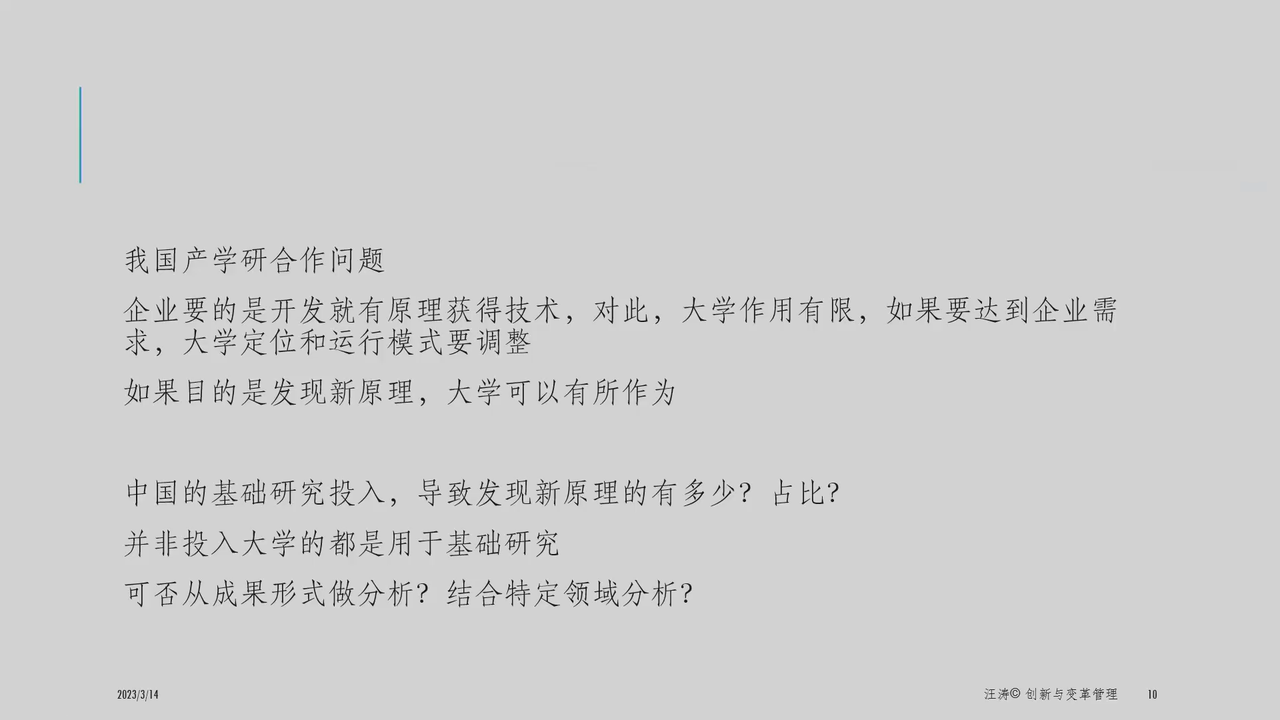 我国产学研合作问题
企业要的是开发就有原理获得技术，对此，大学作用有限，如果要达到企业需
求，大学定位和运行模式要调整
如果目的是发现新原理，大学可以有所作为
中国的基础研究投入，导致发现新原理的有多少？占比？
并非投入大学的都是用于基础研究
可否从成果形式做分析？结合特定领域分析？
2023/3/14 汪涛© 创新与变革管理 10